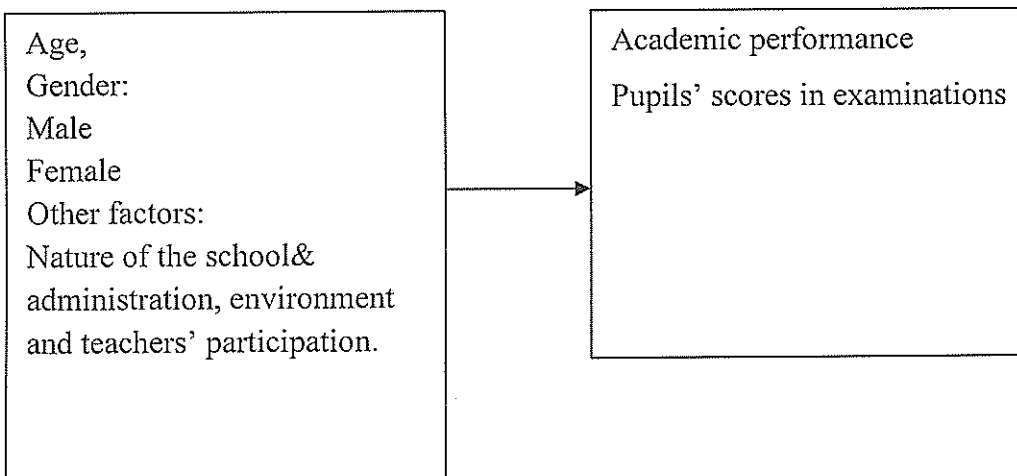 Age,
Gender:
Male
Female
Other factors:
Nature of the school&
administration, environment
and teachers’ participation.
Academic performance
Pupils’ scores in examinations